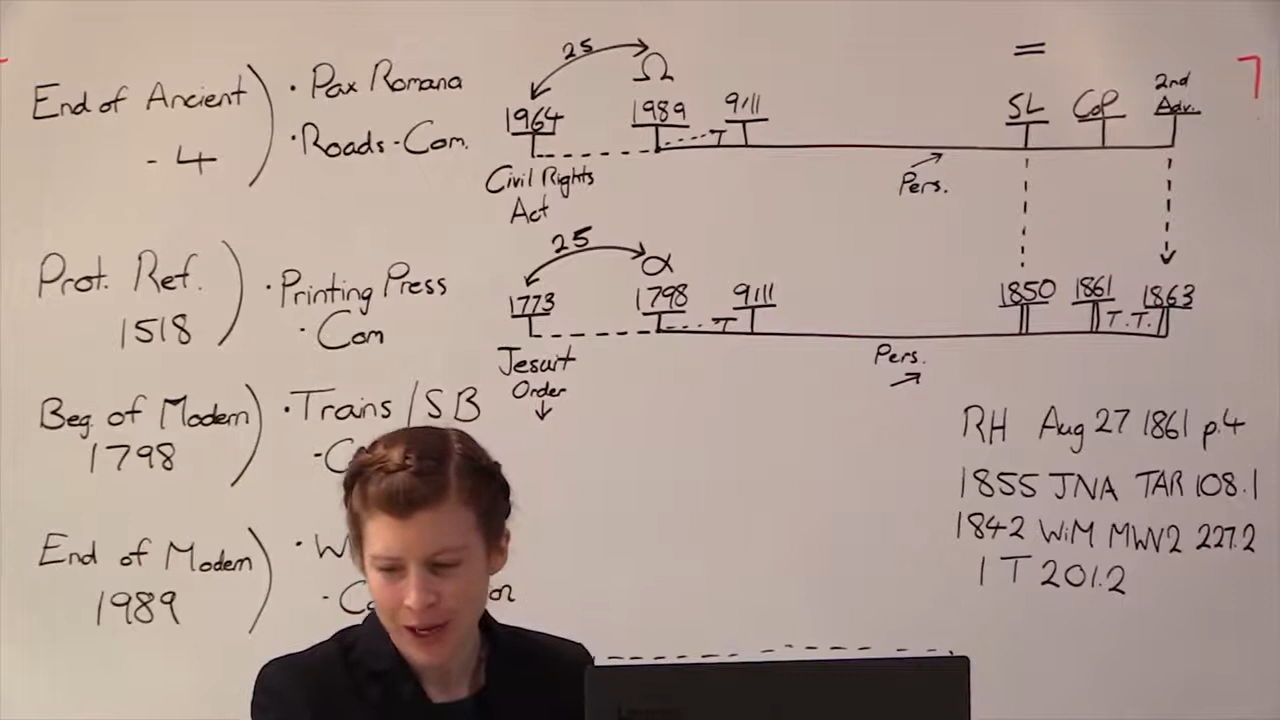 End of Ancient
- 4
• Pax Romana
• Roads - Com.
Prot. Ref.
1518
• Printing Press
• Com
Beg. of Modern
1798
• Trains / SB
End of Modern
1989
25
Ω
1964
1989
9/11
T
Civil Rights
Act
=
SL
CoP
2nd
Adv.
Pers.
7
25
α
1773
1798
9/11
T
Jesuit
Order
1850
1861
T.T.
1863
Pers.
RH Aug 27 1861 p.4
1855 JNA TAR 108.1
1842 WiM MWV2 227.2
1T 201.2